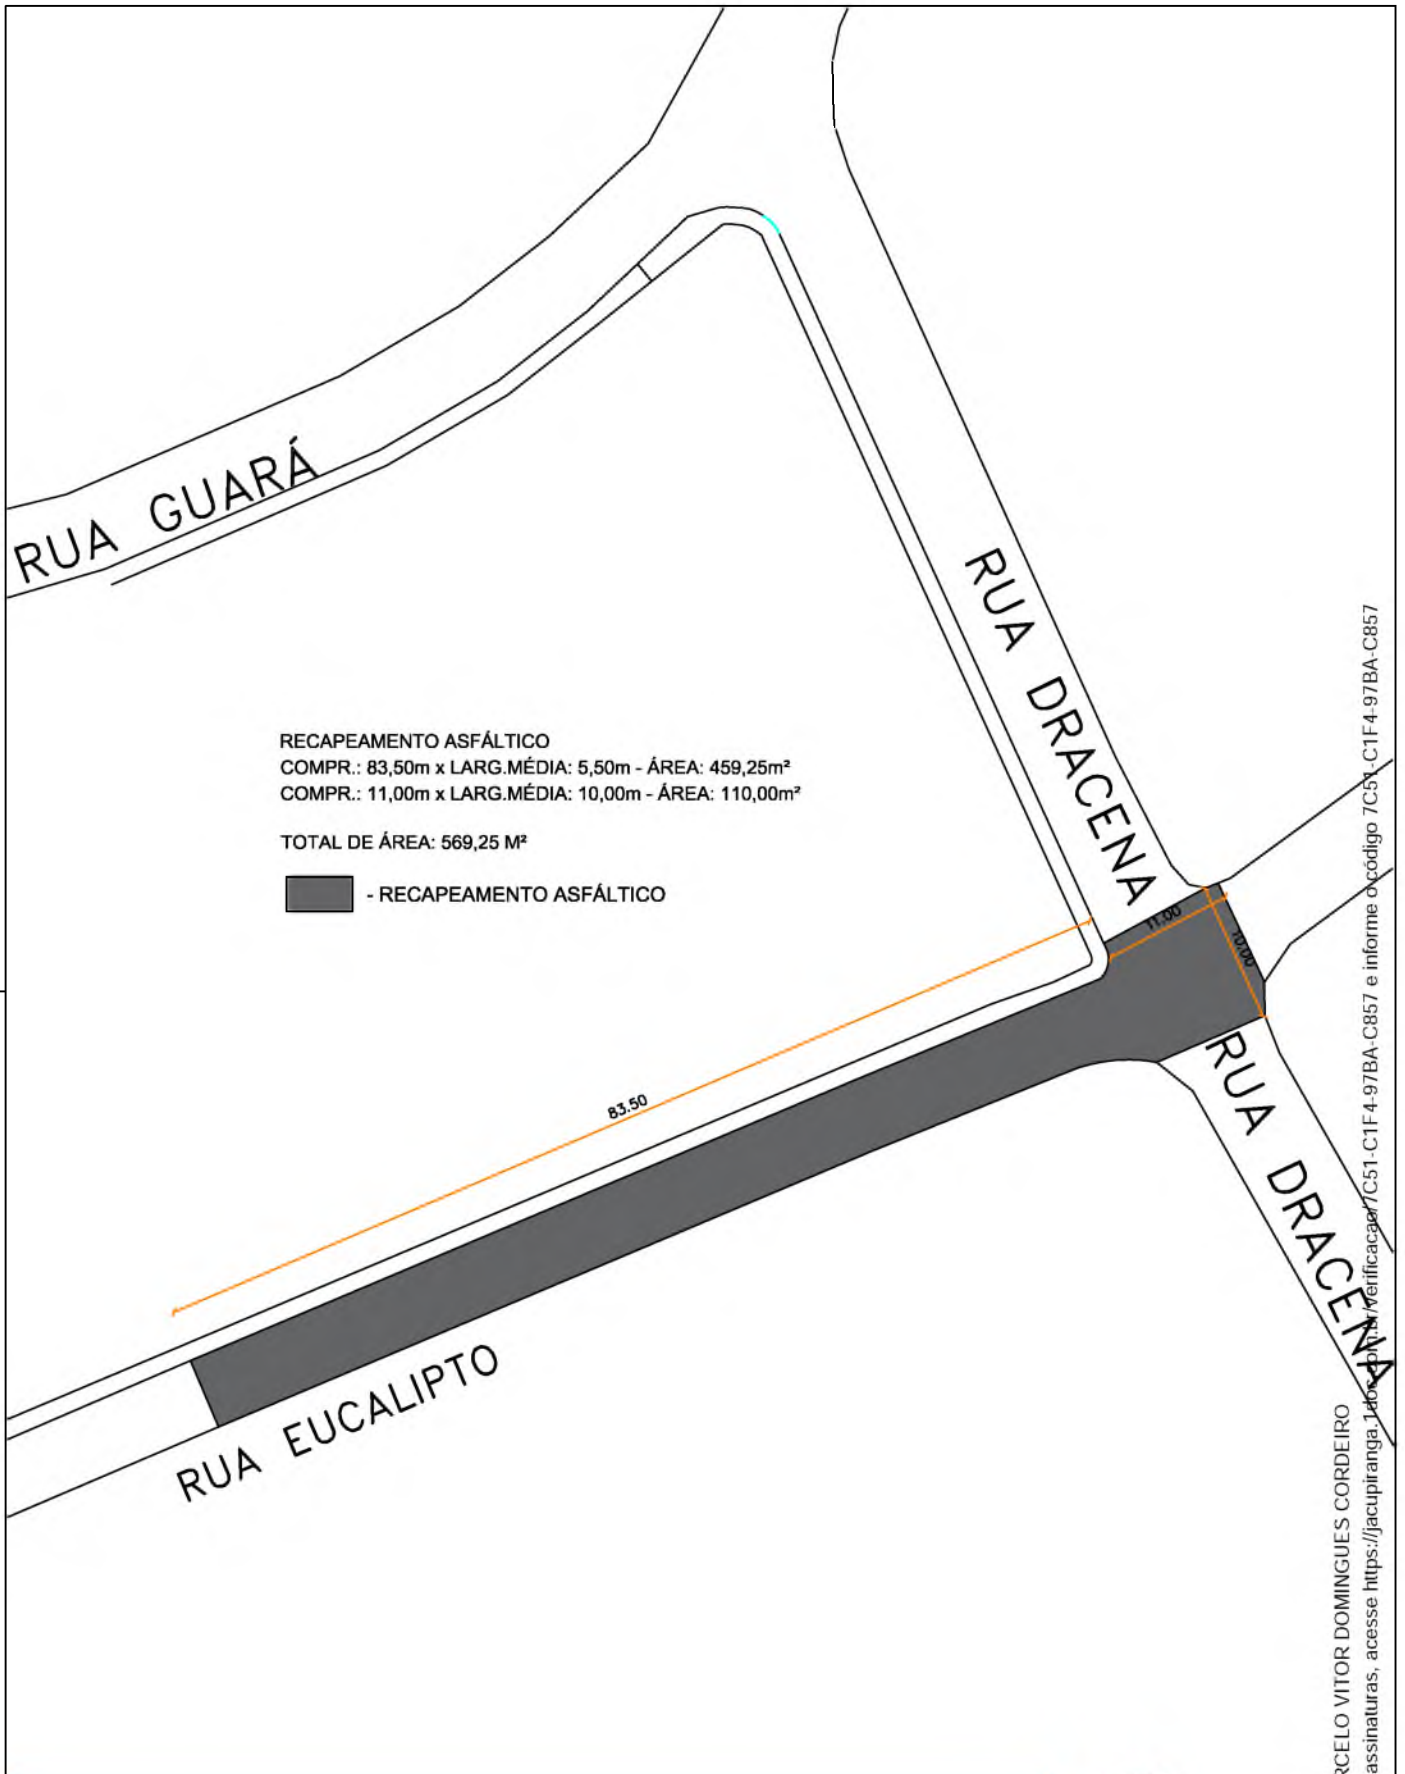 RUA GUARÁ
RUA DRACENA
RECAPEAMENTO ASFÁLTICO
COMPR.: 83,50m x LARG.MÉDIA: 5,50m - ÁREA: 459,25m²
COMPR.: 11,00m x LARG.MÉDIA: 10,00m - ÁREA: 110,00m²
TOTAL DE ÁREA: 569,25 M²
- RECAPEAMENTO ASFÁLTICO
11.00
10.00
83.50
RUA DRACENA
RUA EUCALIPTO
RCELO VITOR DOMINGUES CORDEIRO
assinaturas, acesse https://jacupiranga.1doc.com.br/verificacao/7C51-C1F4-97BA-C857 e informe o código 7C51-C1F4-97BA-C857